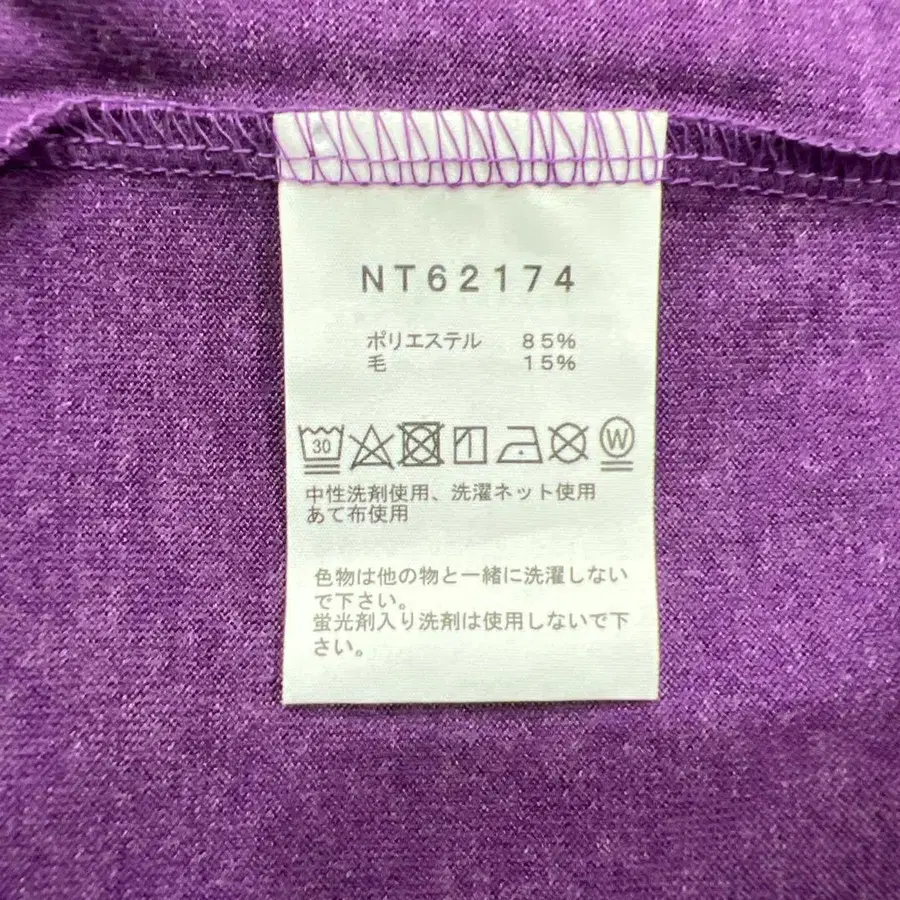 NT62174
ポリエステル 85%
毛 15%
30 W
中性洗剤使用、洗濯ネット使用
あて布使用
色物は他の物と一緒に洗濯しない
で下さい。
蛍光剤入り洗剤は使用しないで下
さい。